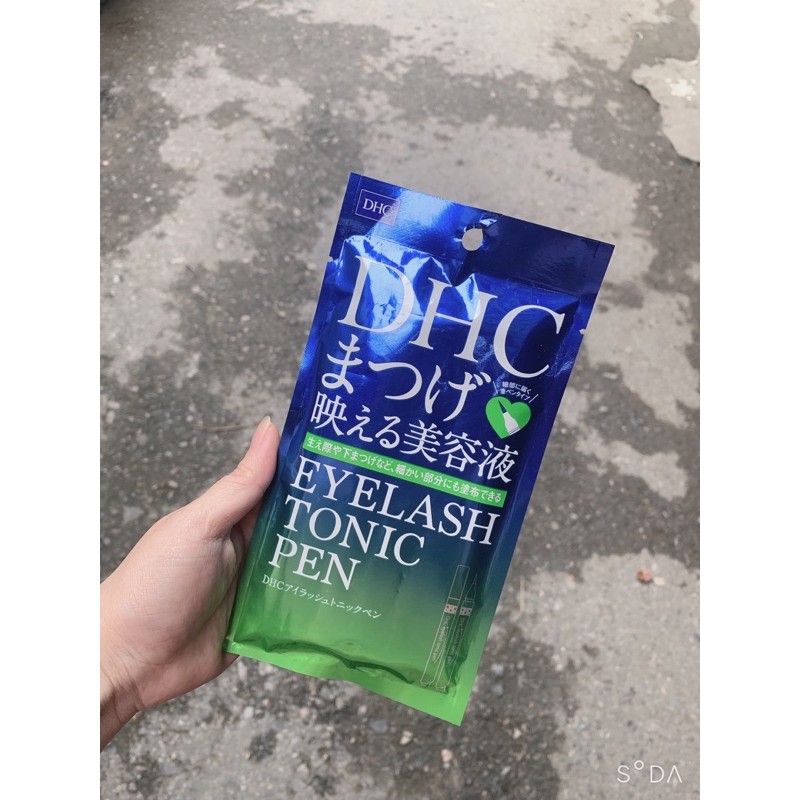 DHC
DHC
まつげ
細部に届く
筆ペンタイプ
映える美容液
生え際や下まつげなど、細かい部分にも塗布できる
EYELASH
TONIC
PEN
DHCアイラッシュトニックペン
SODA